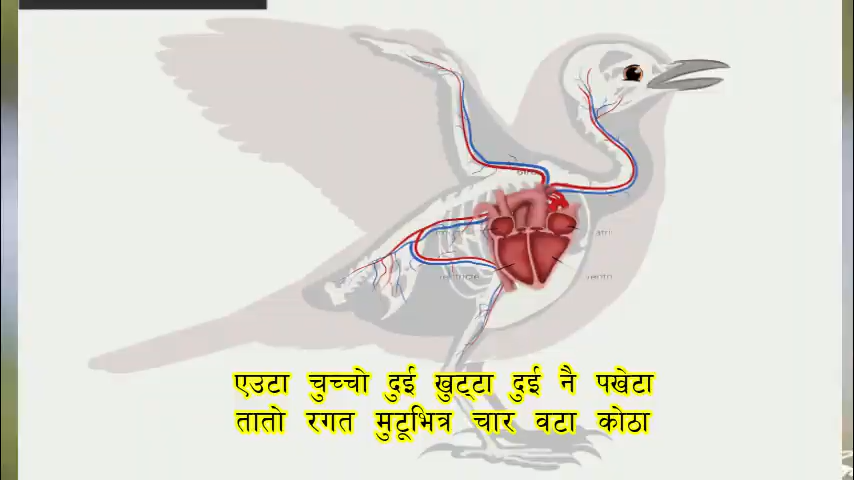 एउटा चुच्चो दुई खुट्टा दुई नै पखेटा
तातो रगत मुटूभित्र चार वटा कोठा